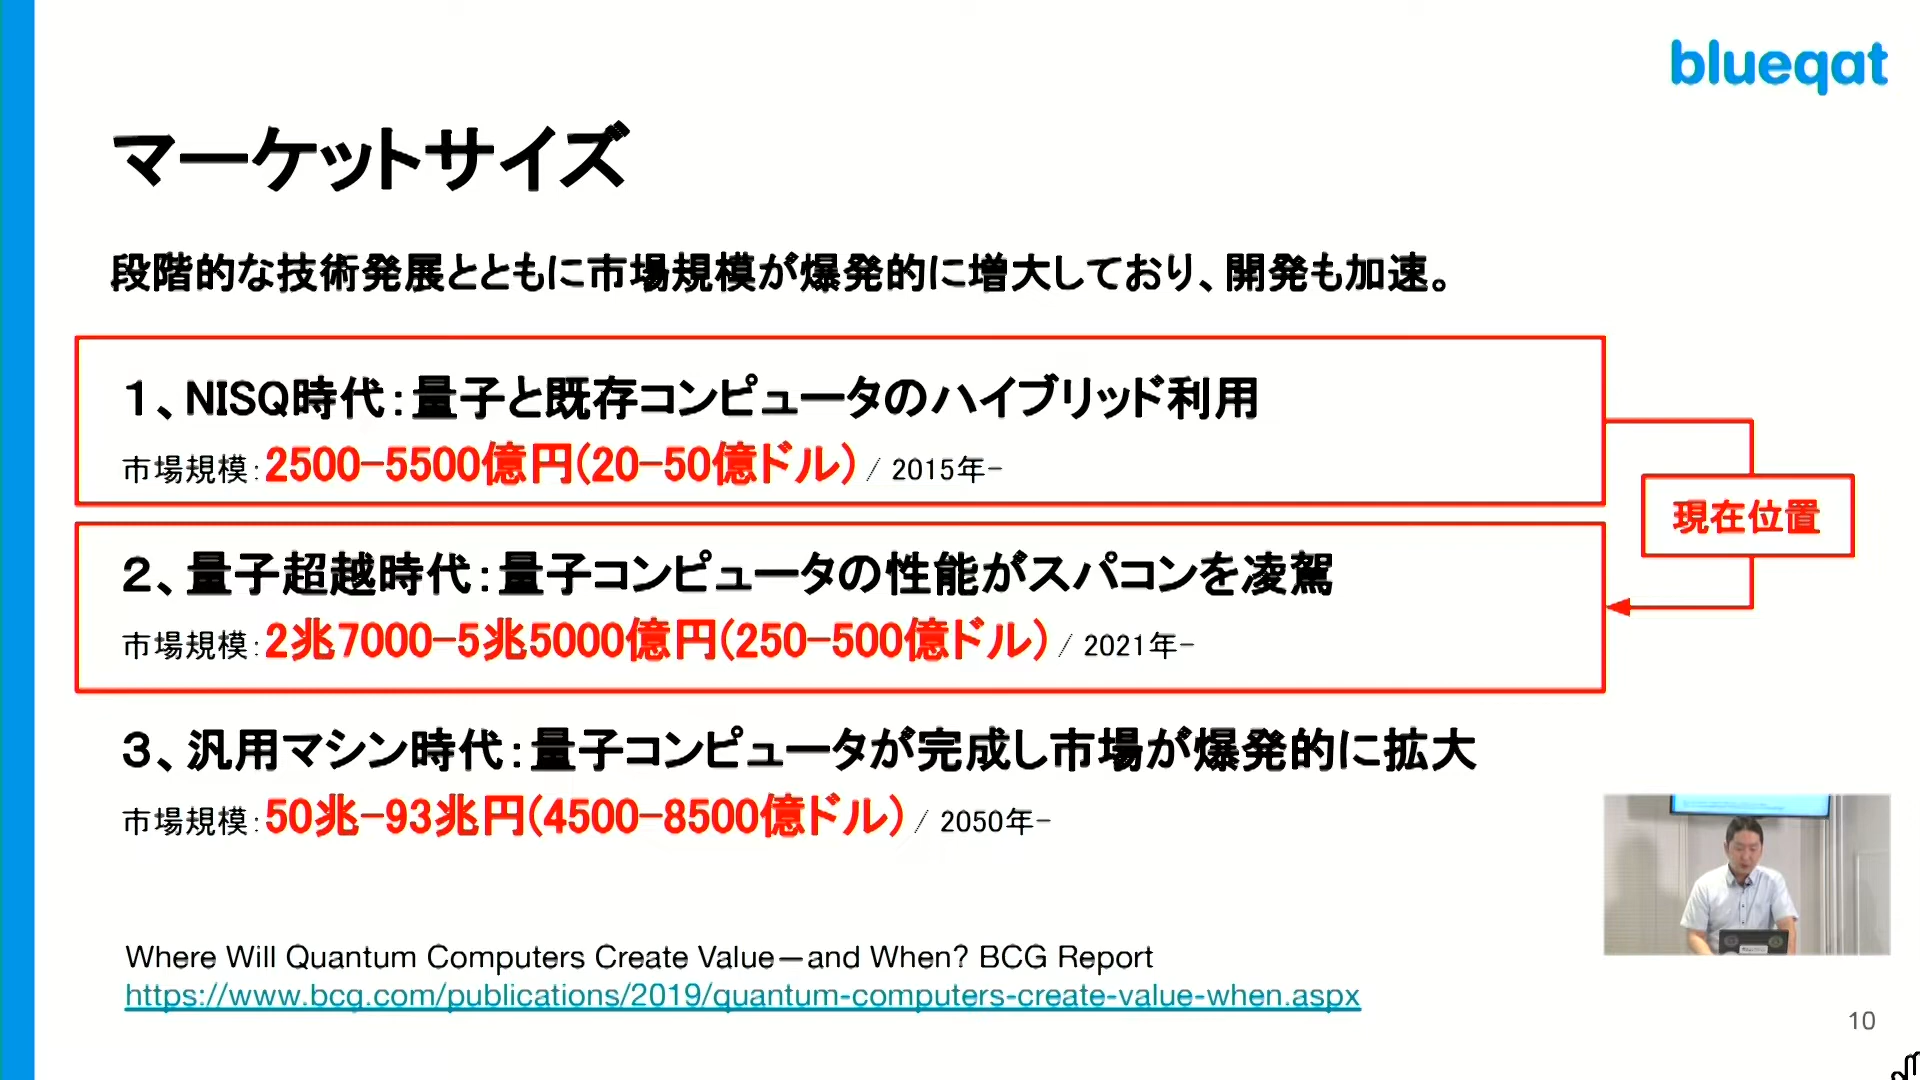 blueqat
マーケットサイズ
段階的な技術発展とともに市場規模が爆発的に増大しており、開発も加速。
１、NISQ時代：量子と既存コンピュータのハイブリッド利用
市場規模：2500-5500億円（20-50億ドル） / 2015年-
現在位置
２、量子超越時代：量子コンピュータの性能がスパコンを凌駕
市場規模：2兆7000-5兆5000億円（250-500億ドル） / 2021年-
３、汎用マシン時代：量子コンピュータが完成し市場が爆発的に拡大
市場規模：50兆-93兆円（4500-8500億ドル） / 2050年-
Where Will Quantum Computers Create Value—and When? BCG Report
https://www.bcg.com/publications/2019/quantum-computers-create-value-when.aspx
10